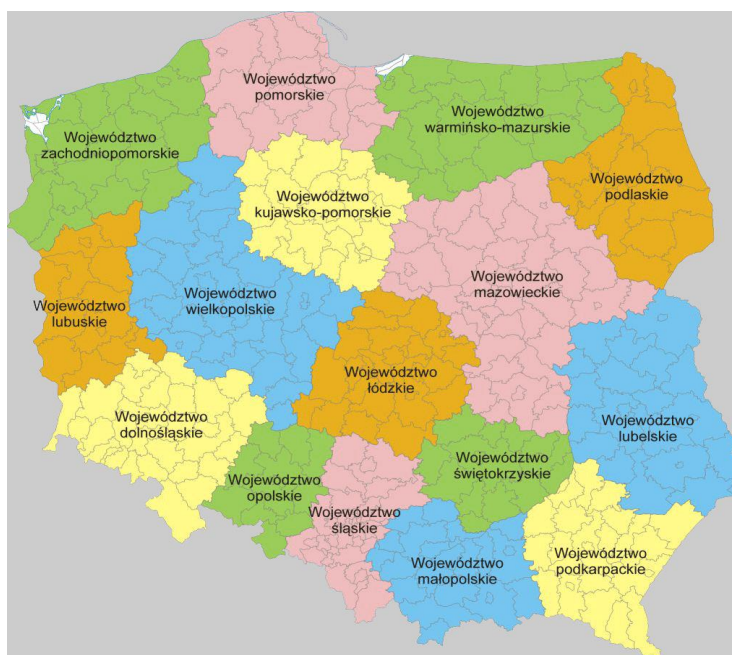 Województwo
pomorskie
Województwo
warmińsko-mazurskie
Województwo
zachodniopomorskie
Województwo
podlaskie
Województwo
kujawsko-pomorskie
Województwo
mazowieckie
Województwo
wielkopolskie
Województwo
lubuskie
Województwo
łódzkie
Województwo
dolnośląskie
Województwo
lubelskie
Województwo
świętokrzyskie
Województwo
opolskie
Województwo
śląskie
Województwo
podkarpackie
Województwo
małopolskie